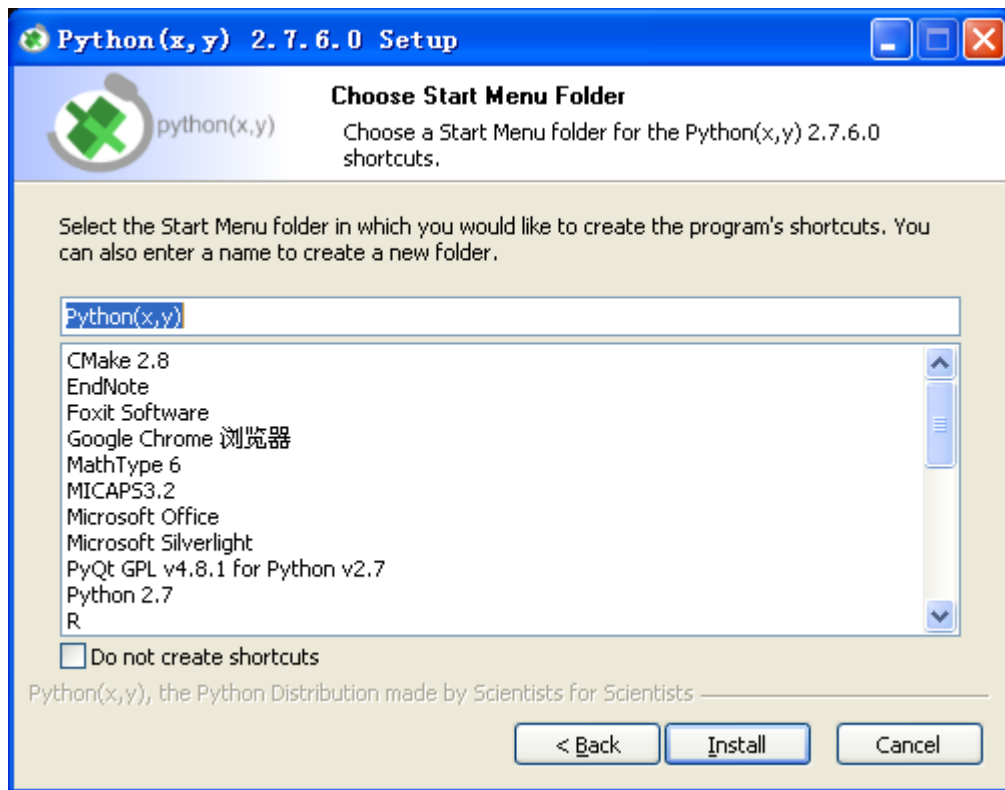 Python(x,y) 2.7.6.0 Setup
python(x,y)
Choose Start Menu Folder
Choose a Start Menu folder for the Python(x,y) 2.7.6.0
shortcuts.
Select the Start Menu folder in which you would like to create the program's shortcuts. You
can also enter a name to create a new folder.
Python(x,y)
CMake 2.8
EndNote
Foxit Software
Google Chrome 浏览器
MathType 6
MICAPS3.2
Microsoft Office
Microsoft Silverlight
PyQt GPL v4.8.1 for Python v2.7
Python 2.7
R
Do not create shortcuts
Python(x,y), the Python Distribution made by Scientists for Scientists
< Back
Install
Cancel